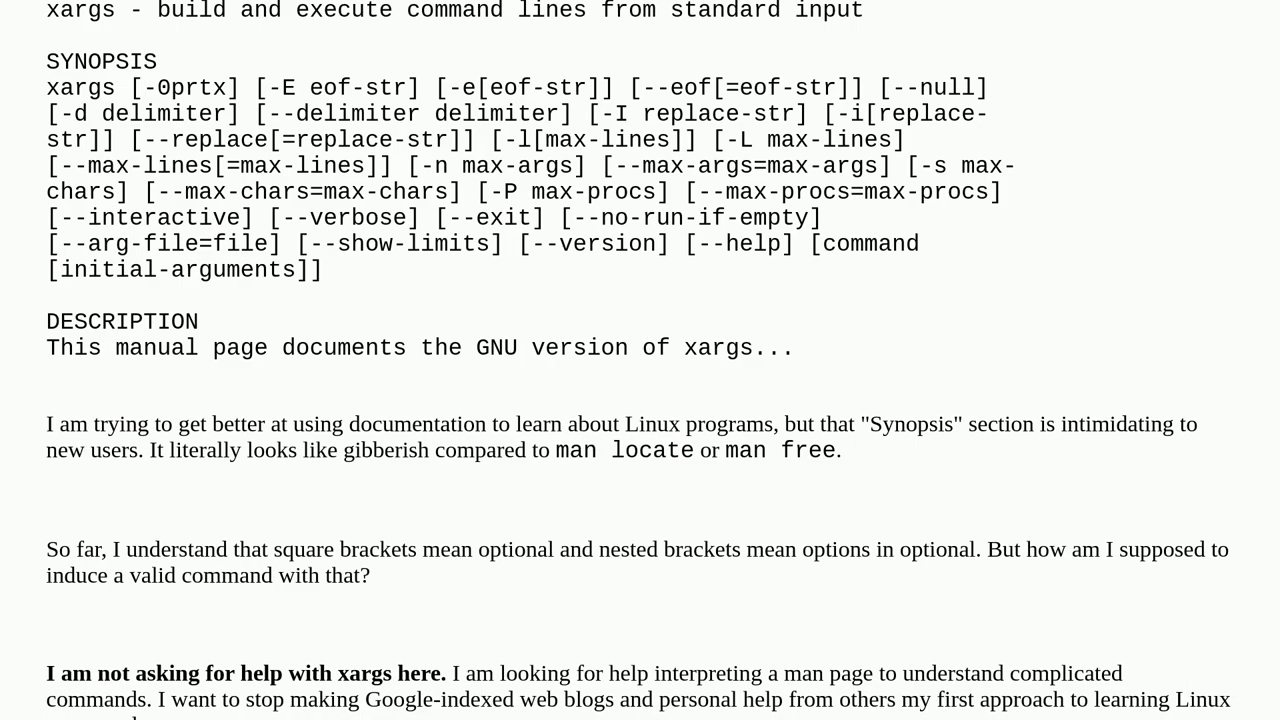 xargs - build and execute command lines from standard input
SYNOPSIS
xargs [-0prtx] [-E eof-str] [-e[eof-str]] [--eof[=eof-str]] [--null]
[-d delimiter] [--delimiter delimiter] [-I replace-str] [-i[replace-
str]] [--replace[=replace-str]] [-l[max-lines]] [-L max-lines]
[--max-lines[=max-lines]] [-n max-args] [--max-args=max-args] [-s max-
chars] [--max-chars=max-chars] [-P max-procs] [--max-procs=max-procs]
[--interactive] [--verbose] [--exit] [--no-run-if-empty]
[--arg-file=file] [--show-limits] [--version] [--help] [command
[initial-arguments]]
DESCRIPTION
This manual page documents the GNU version of xargs...
I am trying to get better at using documentation to learn about Linux programs, but that "Synopsis" section is intimidating to
new users. It literally looks like gibberish compared to man locate or man free.
So far, I understand that square brackets mean optional and nested brackets mean options in optional. But how am I supposed to
induce a valid command with that?
I am not asking for help with xargs here. I am looking for help interpreting a man page to understand complicated
commands. I want to stop making Google-indexed web blogs and personal help from others my first approach to learning Linux